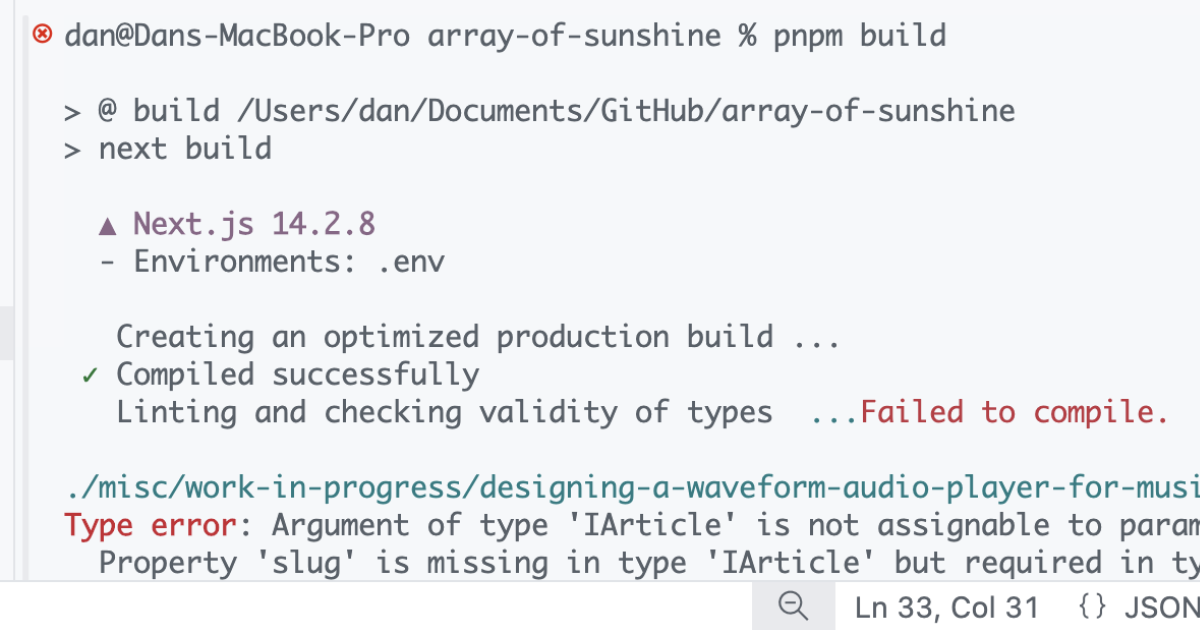 dan@Dans-MacBook-Pro array-of-sunshine % pnpm build
> @ build /Users/dan/Documents/GitHub/array-of-sunshine
> next build
▲ Next.js 14.2.8
- Environments: .env
Creating an optimized production build ...
✓ Compiled successfully
Linting and checking validity of types ...Failed to compile.
./misc/work-in-progress/designing-a-waveform-audio-player-for-musi
Type error: Argument of type 'IArticle' is not assignable to param
Property 'slug' is missing in type 'IArticle' but required in ty
Ln 33, Col 31 {} JSON